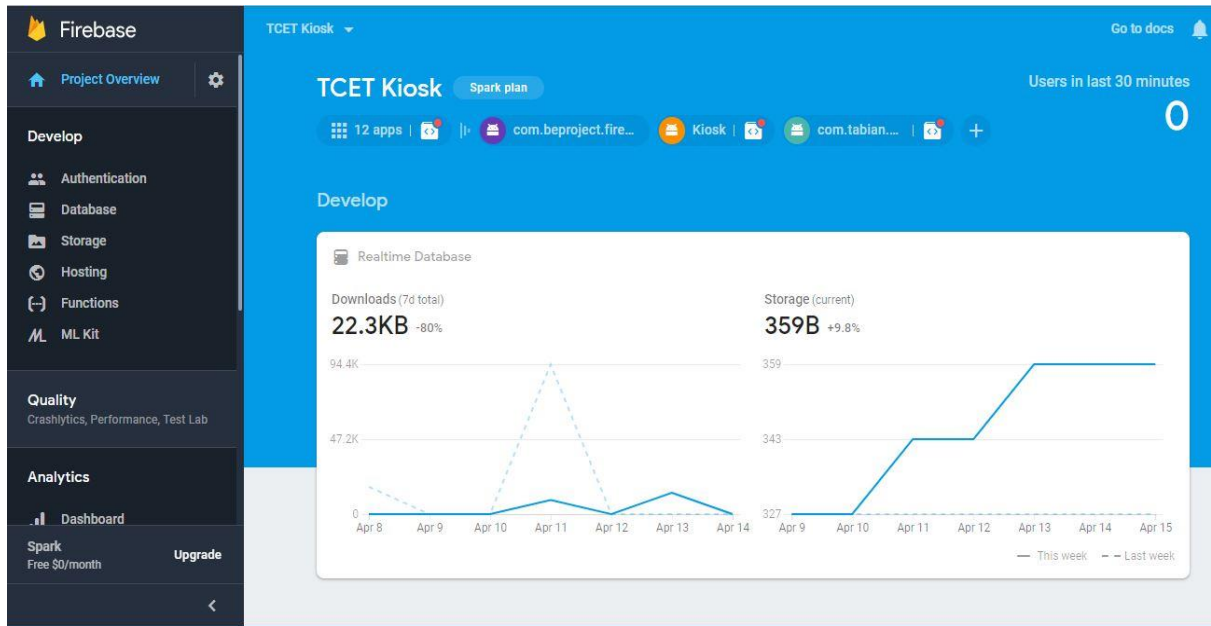 Firebase
Project Overview
Develop
Authentication
Database
Storage
Hosting
Functions
ML Kit
Quality
Crashlytics, Performance, Test Lab
Analytics
Dashboard
Spark
Free $0/month
Upgrade
TCET Kiosk
Go to docs
TCET Kiosk Spark plan
Users in last 30 minutes
0
12 apps | com.beproject.fire... Kiosk | com.tabian.... | +
Develop
Realtime Database
Downloads (7d total)
22.3KB -80%
94.4K
47.2K
0
Apr 8 Apr 9 Apr 10 Apr 11 Apr 12 Apr 13 Apr 14
Storage (current)
359B +9.8%
359
343
327
Apr 9 Apr 10 Apr 11 Apr 12 Apr 13 Apr 14 Apr 15
This week Last week